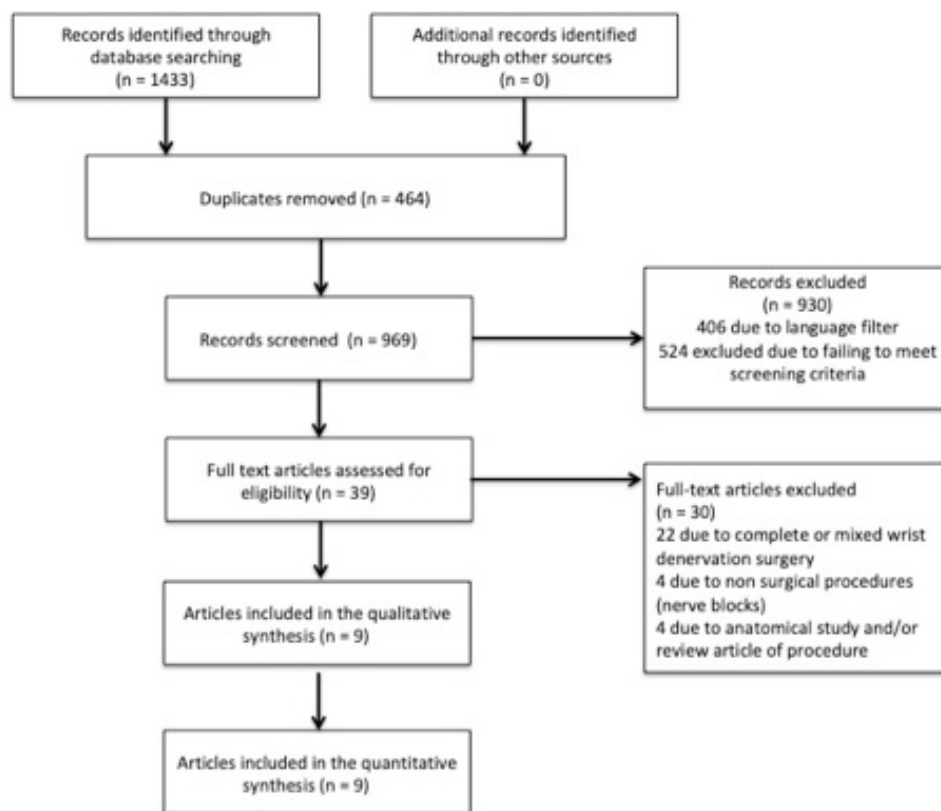 Records identified through
database searching
(n = 1433)
Additional records identified
through other sources
(n = 0)
Duplicates removed (n = 464)
Records screened (n = 969)
Records excluded
(n = 930)
406 due to language filter
524 excluded due to failing to meet
screening criteria
Full text articles assessed for
eligibility (n = 39)
Full-text articles excluded
(n = 30)
22 due to complete or mixed wrist
denervation surgery
4 due to non surgical procedures
(nerve blocks)
4 due to anatomical study and/or
review article of procedure
Articles included in the qualitative
synthesis (n = 9)
Articles included in the quantitative
synthesis (n = 9)